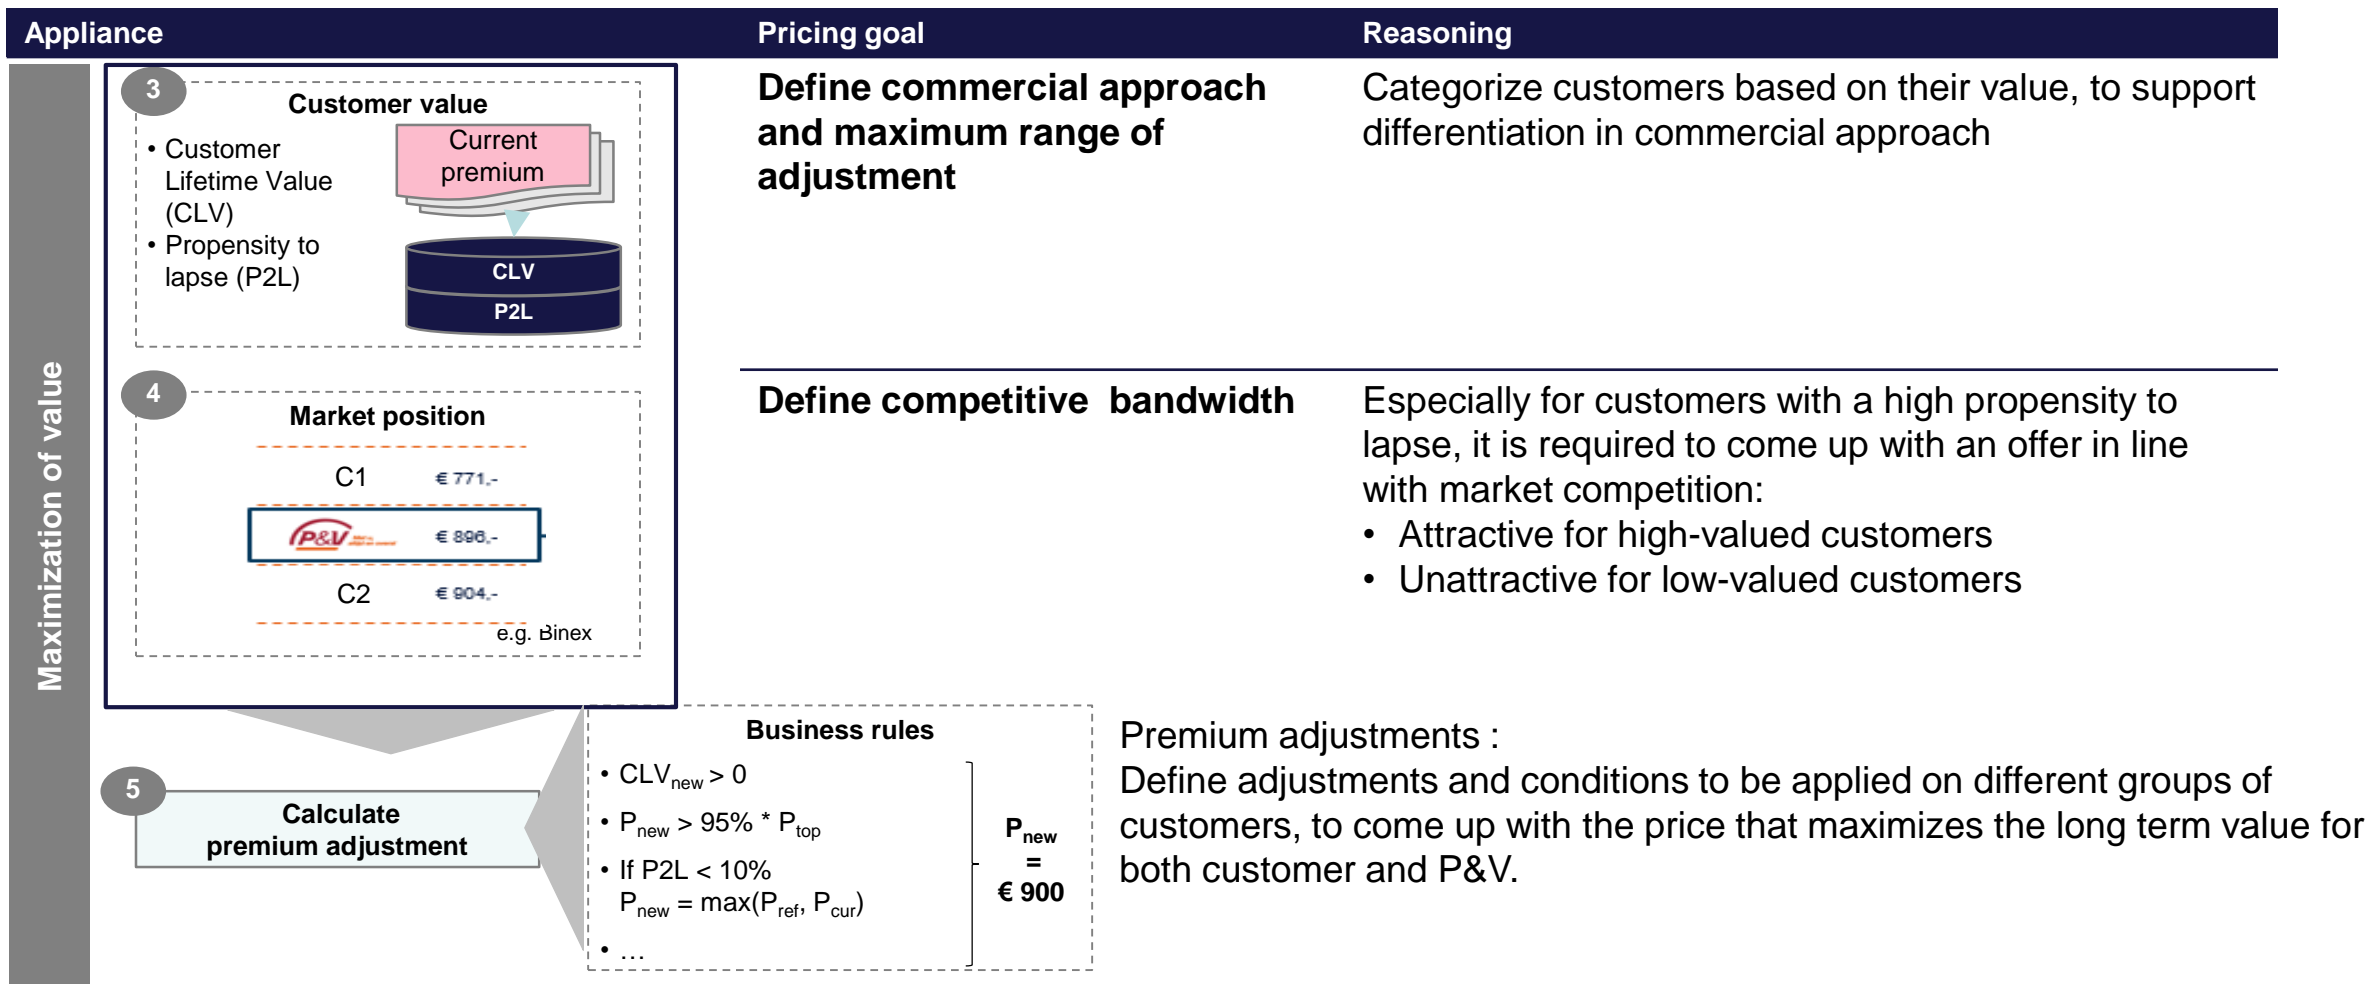 Appliance Pricing goal Reasoning
Maximization of value
3
Customer value
• Customer
Lifetime Value
(CLV)
• Propensity to
lapse (P2L)
Current
premium
CLV
P2L
Define commercial approach
and maximum range of
adjustment
Categorize customers based on their value, to support
differentiation in commercial approach
4
Market position
C1 € 771,-
P&V € 896,-
C2 € 904,-
e.g. Binex
Define competitive bandwidth
Especially for customers with a high propensity to
lapse, it is required to come up with an offer in line
with market competition:
• Attractive for high-valued customers
• Unattractive for low-valued customers
5
Calculate
premium adjustment
Business rules
• CLVnew > 0
• Pnew > 95% * Ptop
• If P2L < 10%
Pnew = max(Pref, Pcur)
• …
Pnew
=
€ 900
Premium adjustments :
Define adjustments and conditions to be applied on different groups of
customers, to come up with the price that maximizes the long term value for
both customer and P&V.